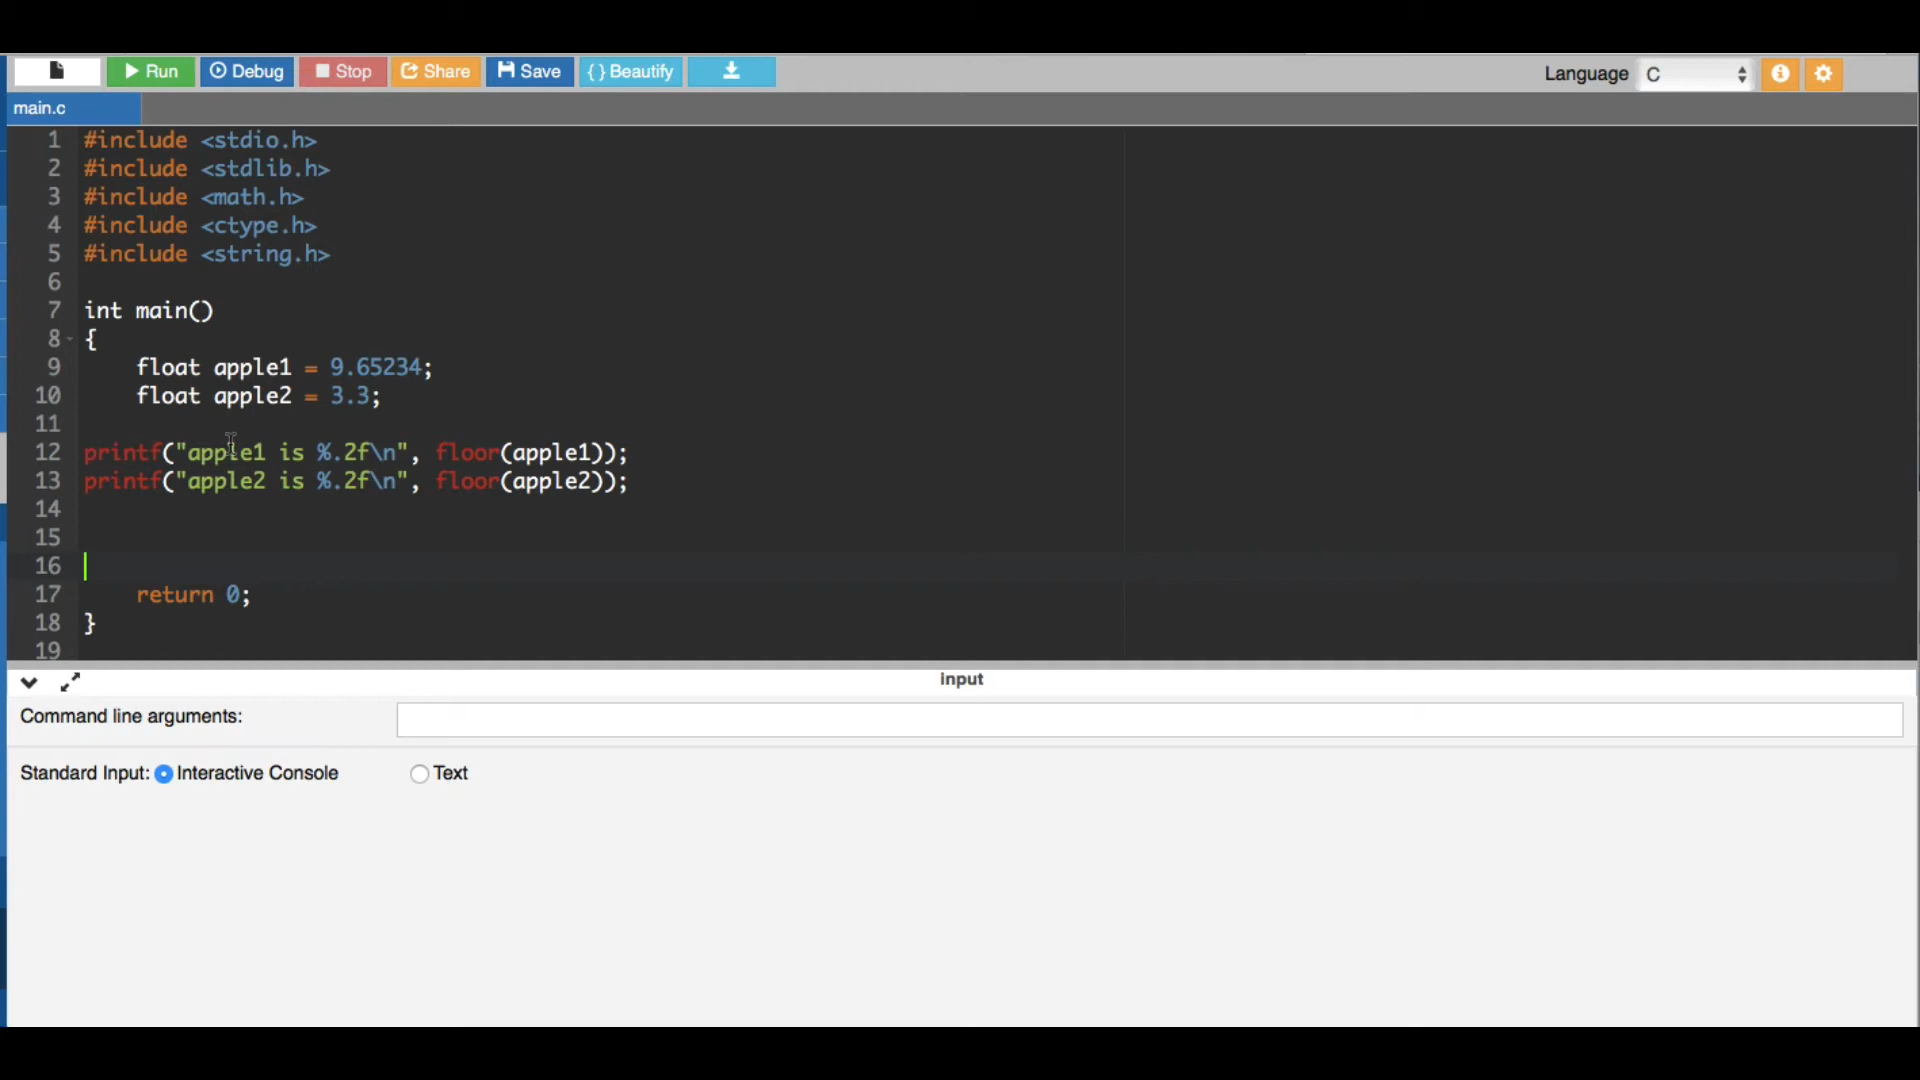 Run Debug Stop Share Save { } Beautify Language C
main.c
1 #include <stdio.h>
2 #include <stdlib.h>
3 #include <math.h>
4 #include <ctype.h>
5 #include <string.h>
6
7 int main()
8 {
9 float apple1 = 9.65234;
10 float apple2 = 3.3;
11
12 printf("apple1 is %.2f\n", floor(apple1));
13 printf("apple2 is %.2f\n", floor(apple2));
14
15
16
17 return 0;
18 }
19
input
Command line arguments:
Standard Input: Interactive Console Text